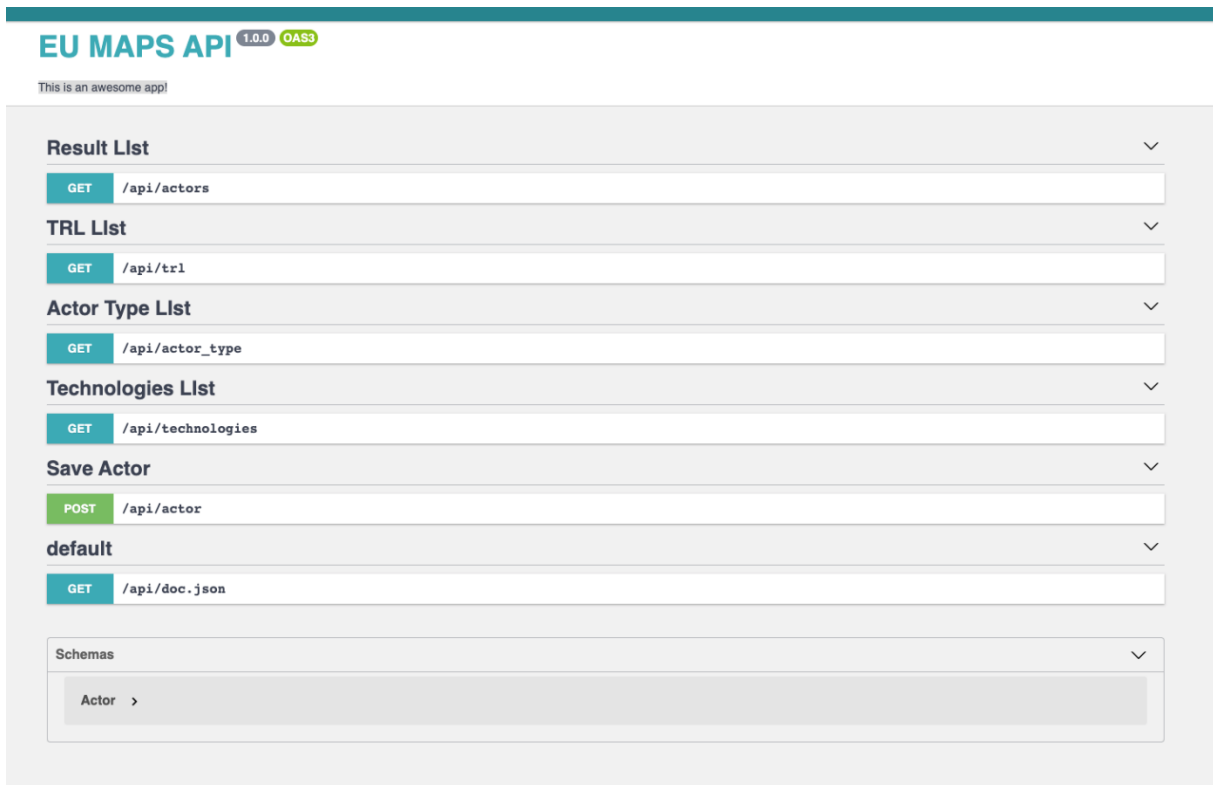 EU MAPS API 1.0.0 OAS3
This is an awesome app!
Result LIst
GET /api/actors
TRL LIst
GET /api/trl
Actor Type LIst
GET /api/actor_type
Technologies LIst
GET /api/technologies
Save Actor
POST /api/actor
default
GET /api/doc.json
Schemas
Actor